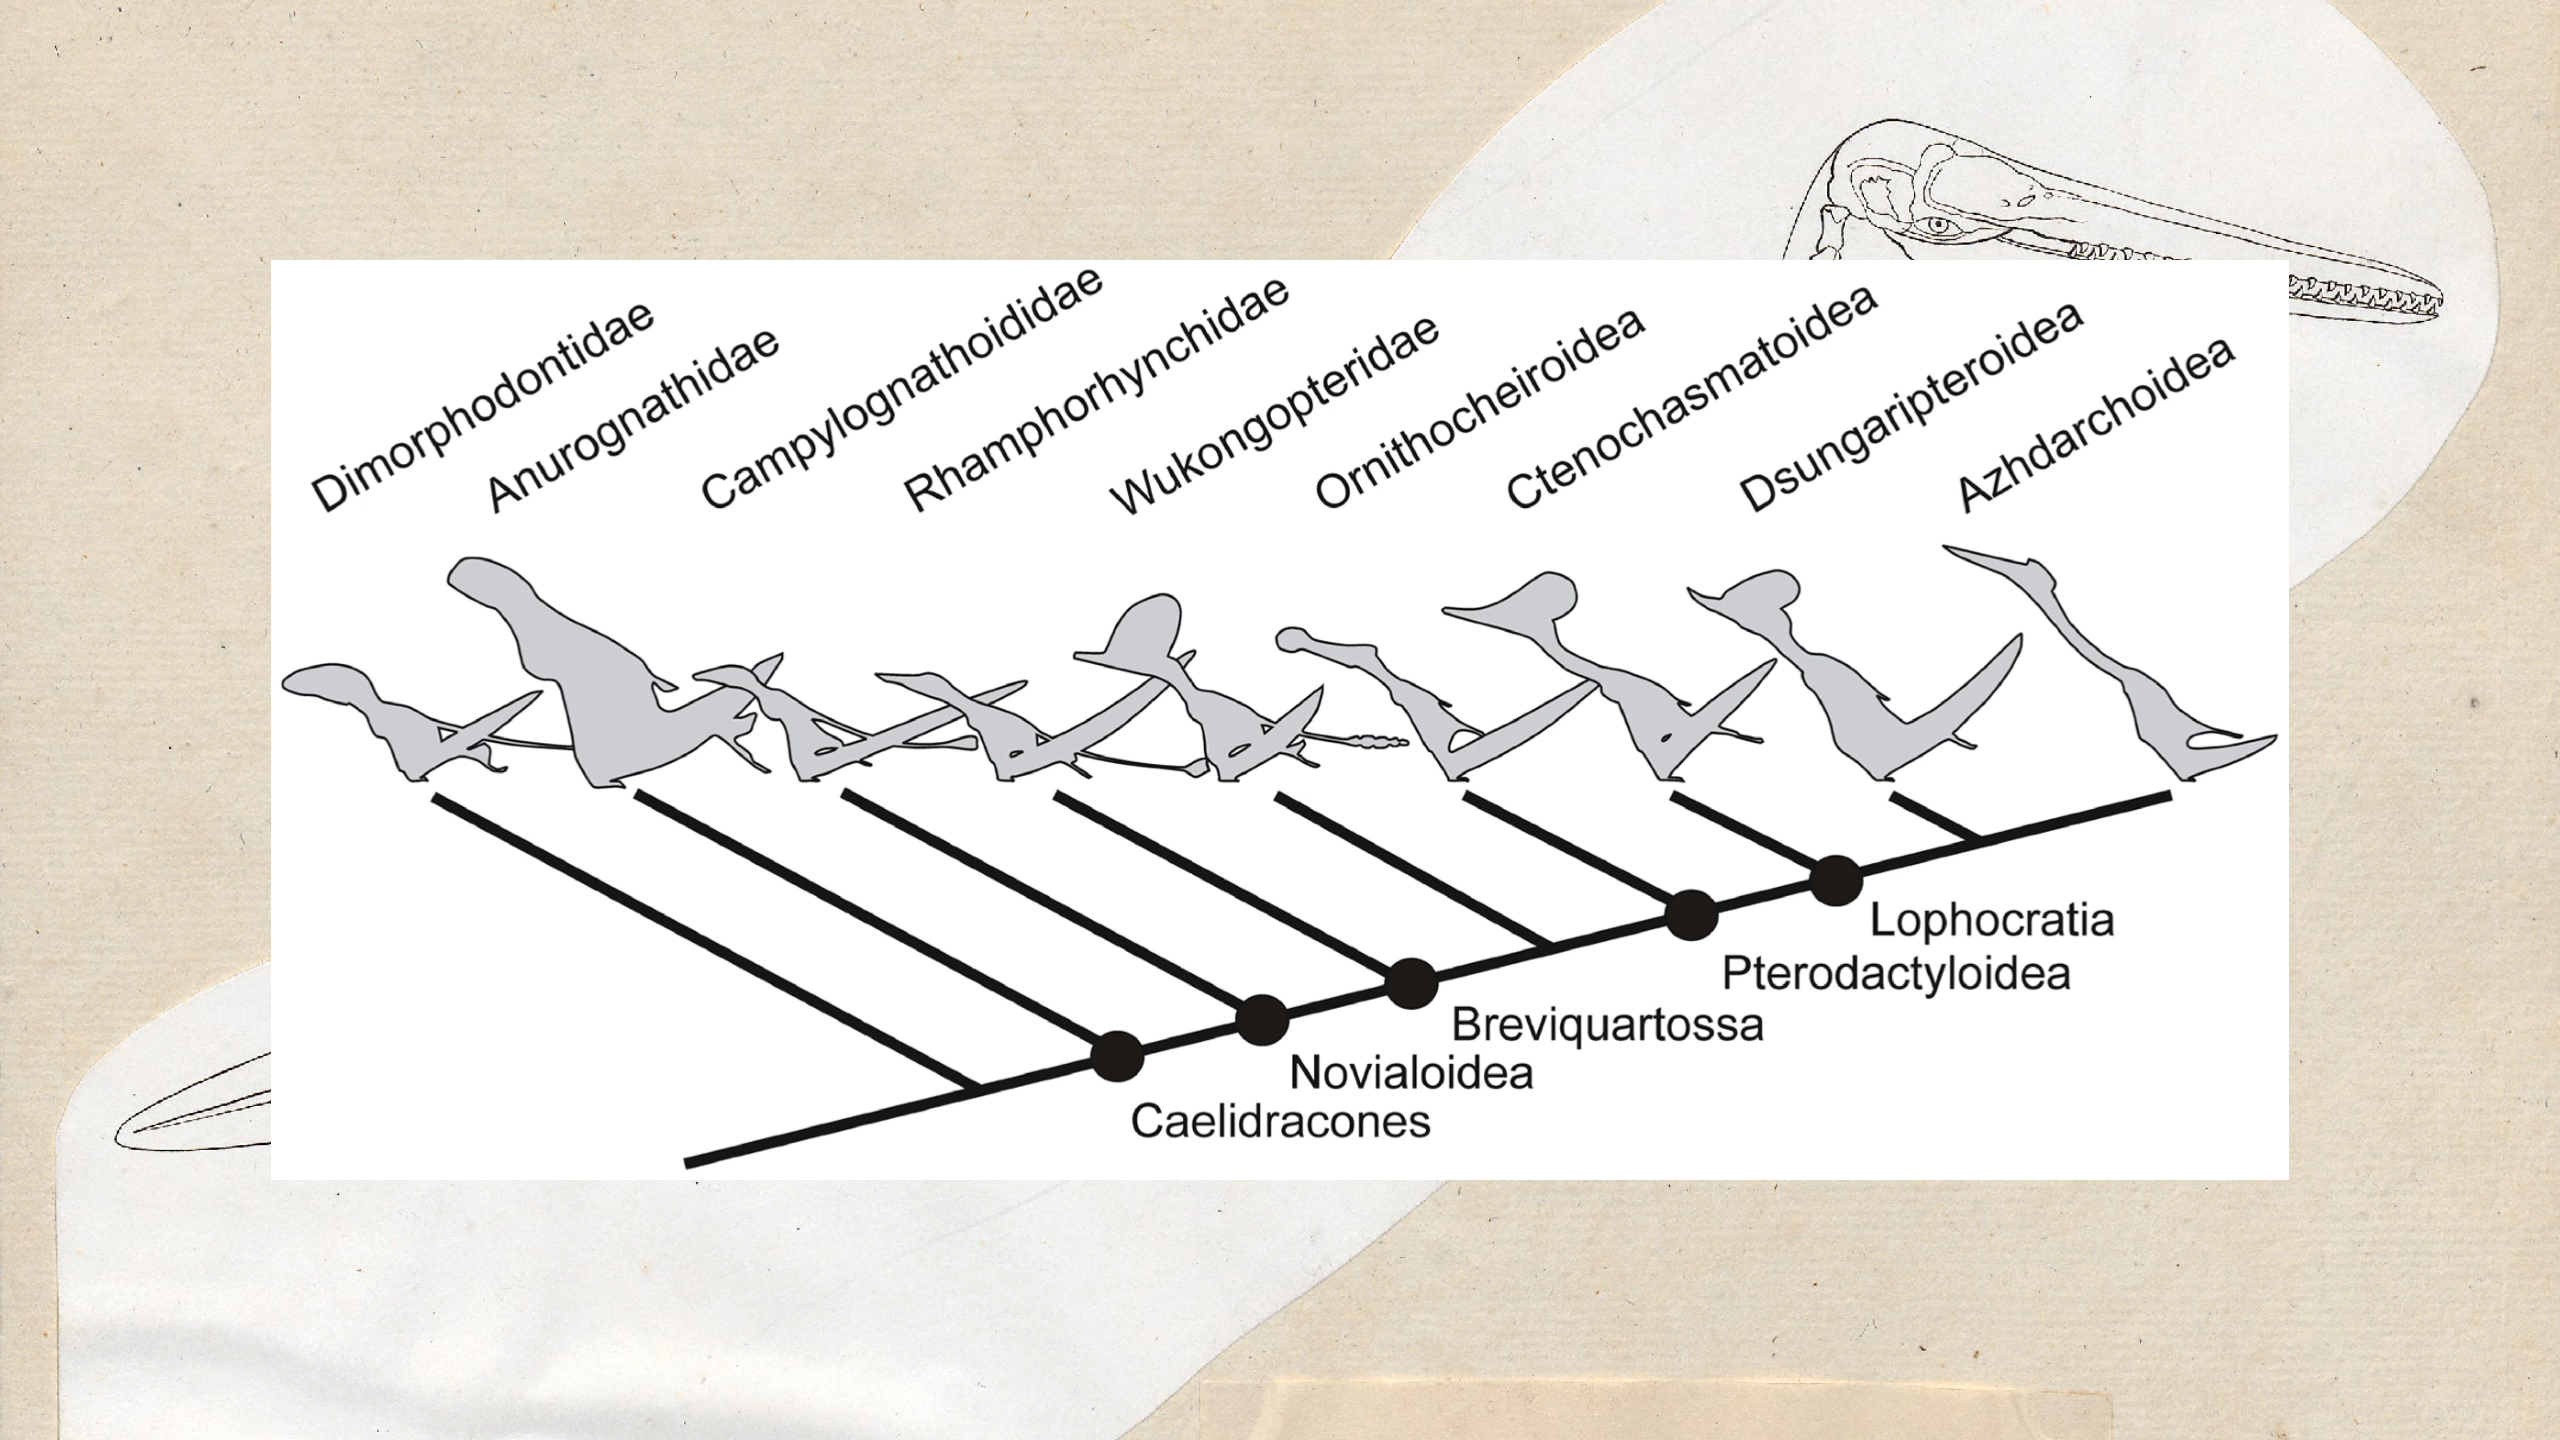 Dimorphodontidae
Anurognathidae
Campylognathoididae
Rhamphorhynchidae
Wukongopteridae
Ornithocheiroidea
Ctenochasmatoidea
Dsungaripteroidea
Azhdarchoidea
Lophocratia
Pterodactyloidea
Breviquartossa
Novialoidea
Caelidracones